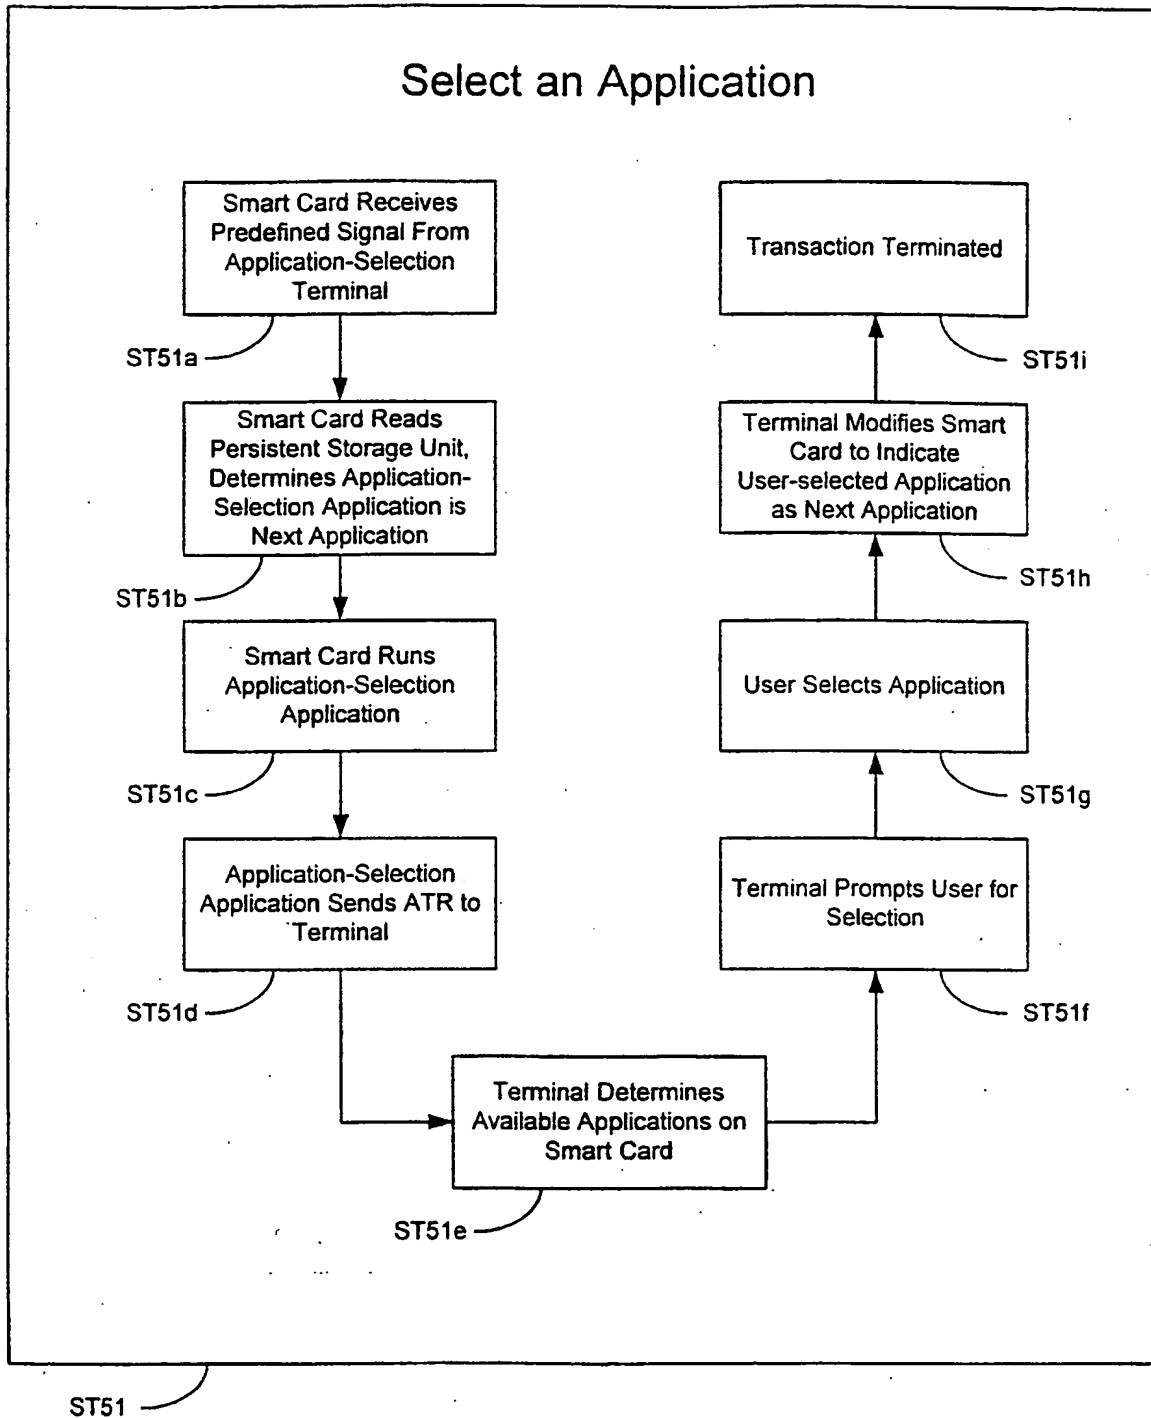 Select an Application
Smart Card Receives
Predefined Signal From
Application-Selection
Terminal
ST51a
Smart Card Reads
Persistent Storage Unit,
Determines Application-
Selection Application is
Next Application
ST51b
Smart Card Runs
Application-Selection
Application
ST51c
Application-Selection
Application Sends ATR to
Terminal
ST51d
Terminal Determines
Available Applications on
Smart Card
ST51e
Terminal Prompts User for
Selection
ST51f
User Selects Application
ST51g
Terminal Modifies Smart
Card to Indicate
User-selected Application
as Next Application
ST51h
Transaction Terminated
ST51i
ST51